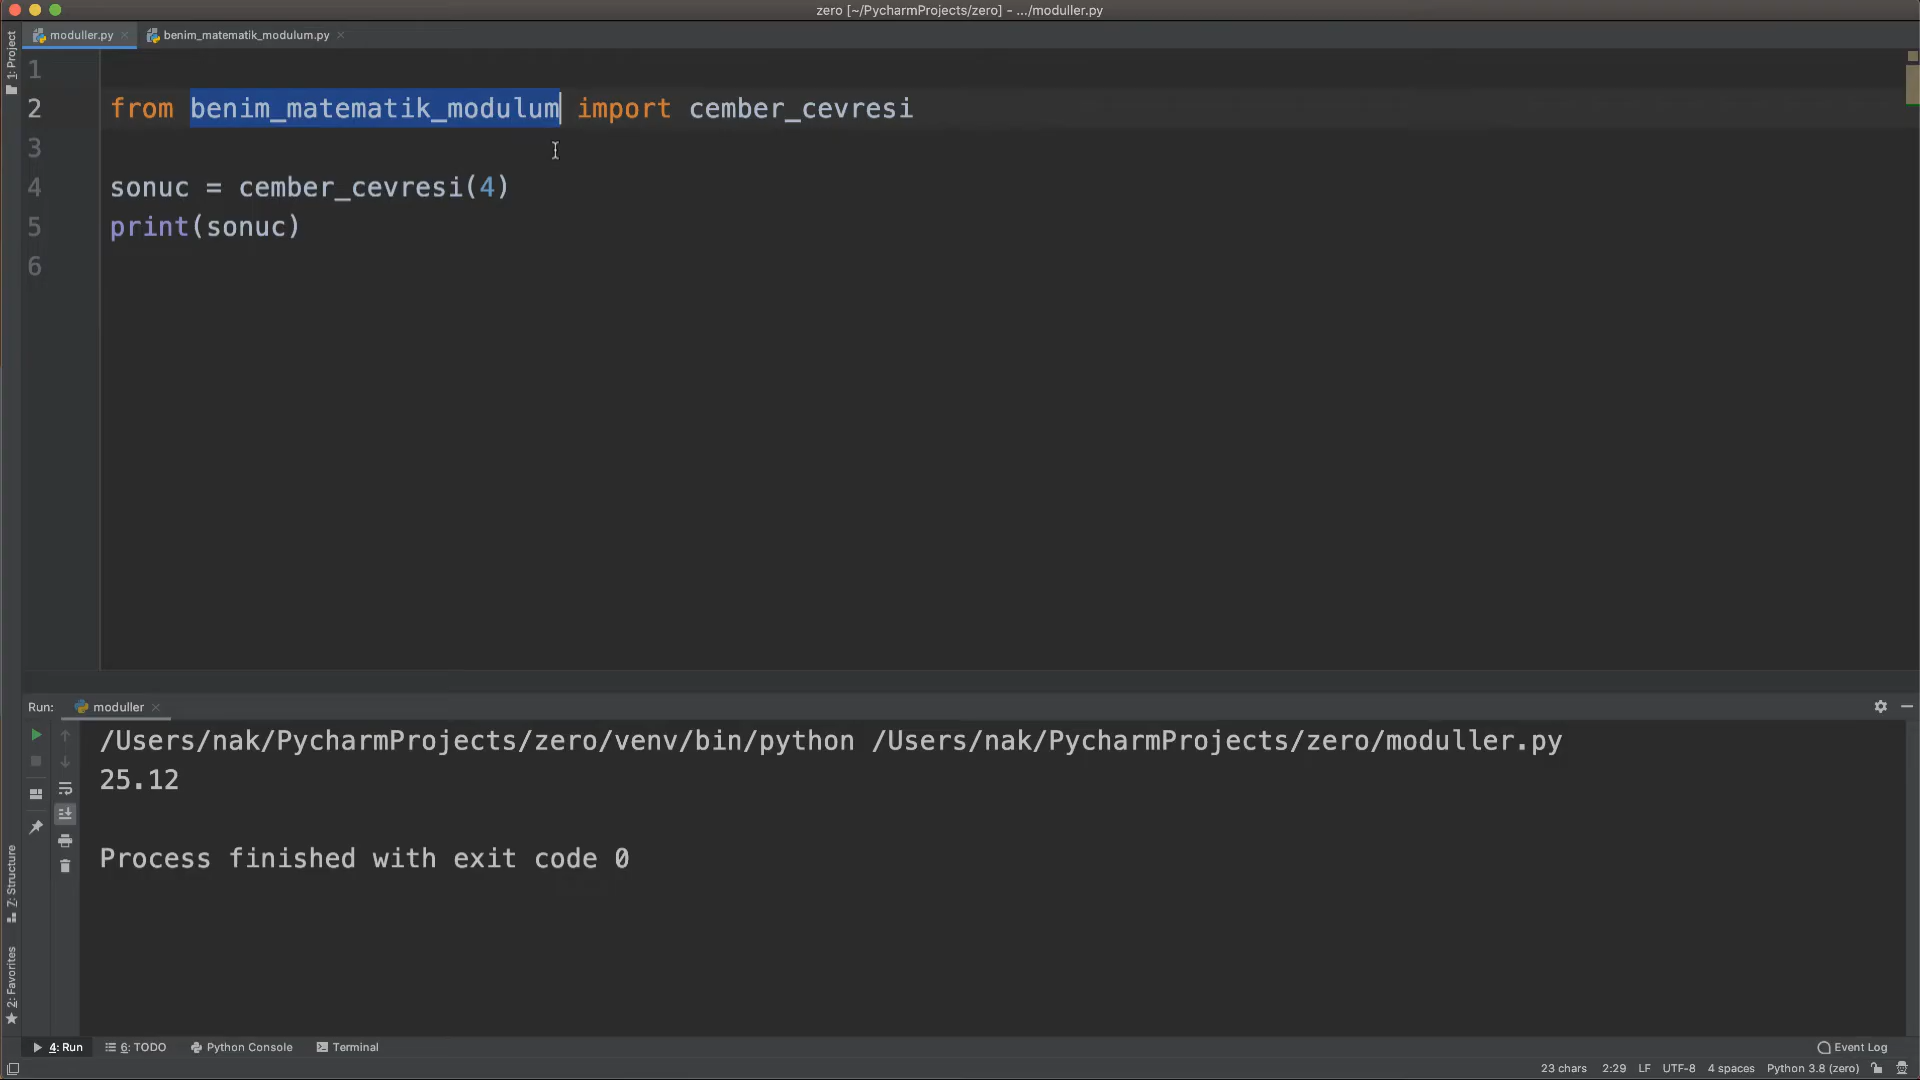 zero [~/PycharmProjects/zero] - .../moduller.py
moduller.py
benim_matematik_modulum.py
1: Project
1
2 from benim_matematik_modulum import cember_cevresi
3
4 sonuc = cember_cevresi(4)
5 print(sonuc)
6
Run: moduller
/Users/nak/PycharmProjects/zero/venv/bin/python /Users/nak/PycharmProjects/zero/moduller.py
25.12
Process finished with exit code 0
7: Structure
2: Favorites
4: Run 6: TODO Python Console Terminal Event Log
23 chars 2:29 LF UTF-8 4 spaces Python 3.8 (zero)